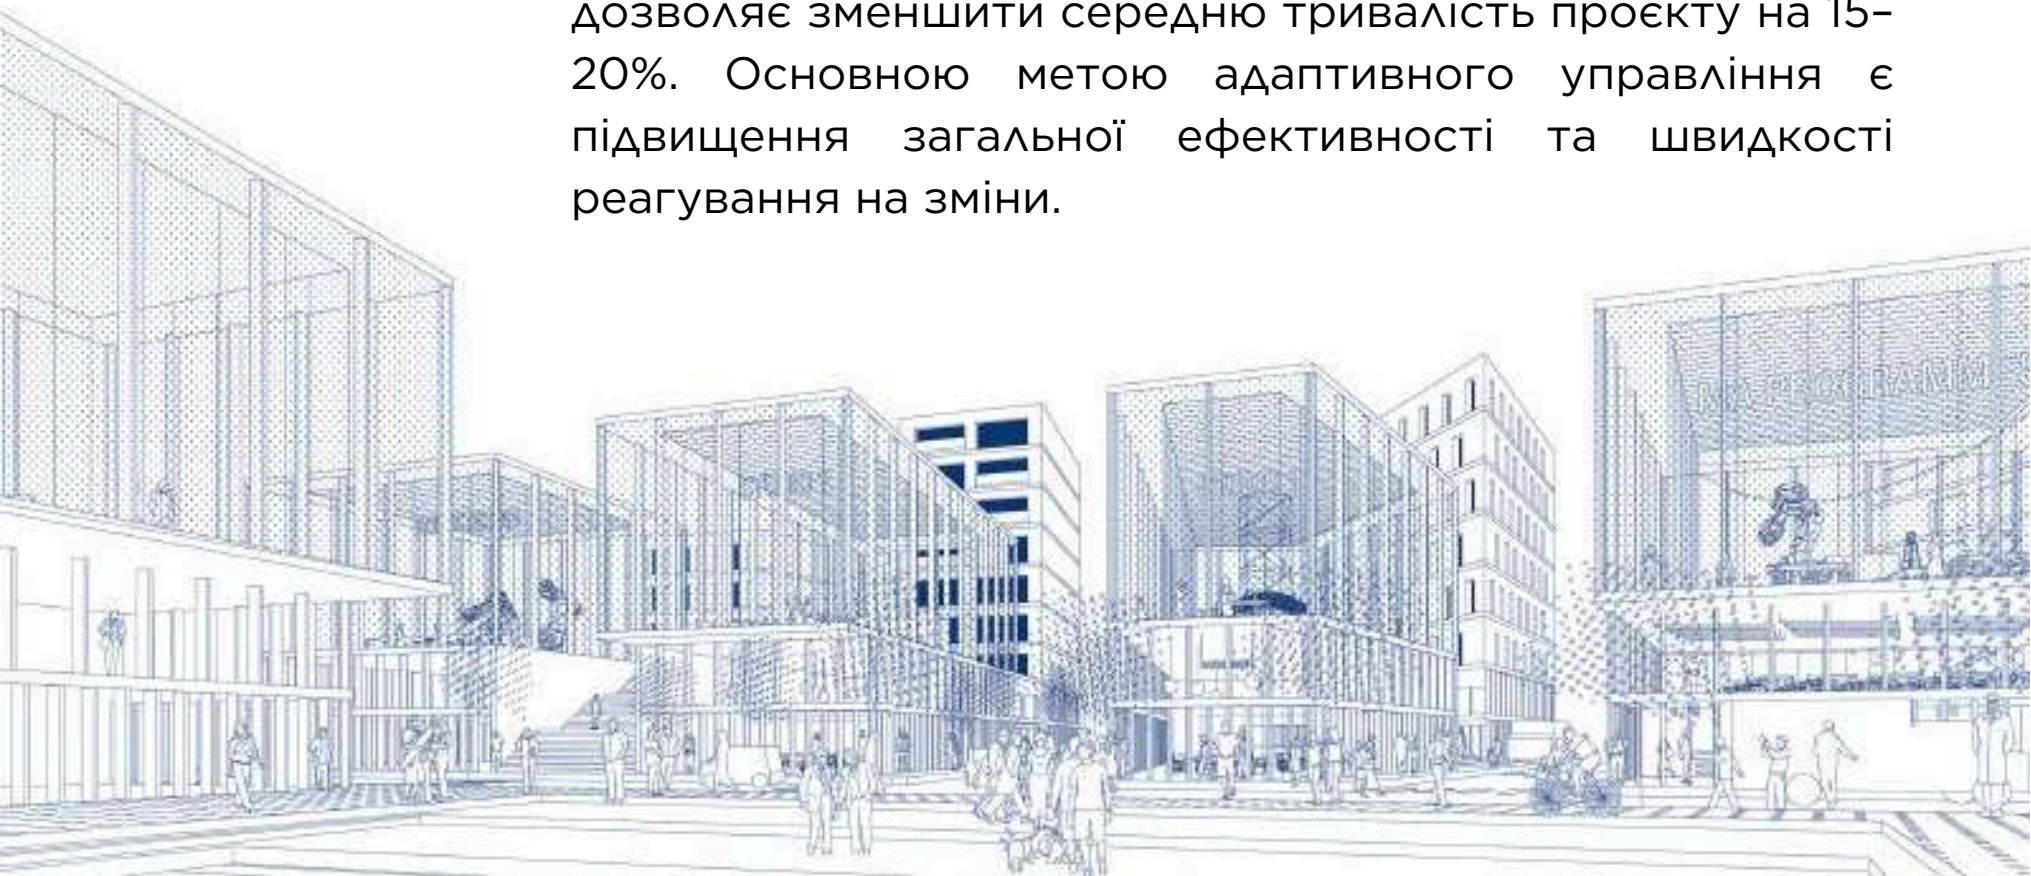 дозволяє зменшити середню тривалість проєкту на 15–
20%. Основною метою адаптивного управління є
підвищення загальної ефективності та швидкості
реагування на зміни.